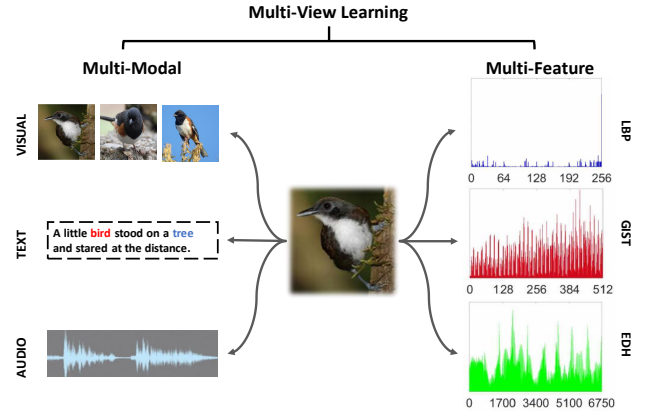 Multi-View Learning
Multi-Modal
Multi-Feature
VISUAL
LBP
0 64 128 192 256
TEXT
A little bird stood on a tree
and stared at the distance.
GIST
0 128 256 384 512
AUDIO
EDH
0 1700 3400 5100 6750